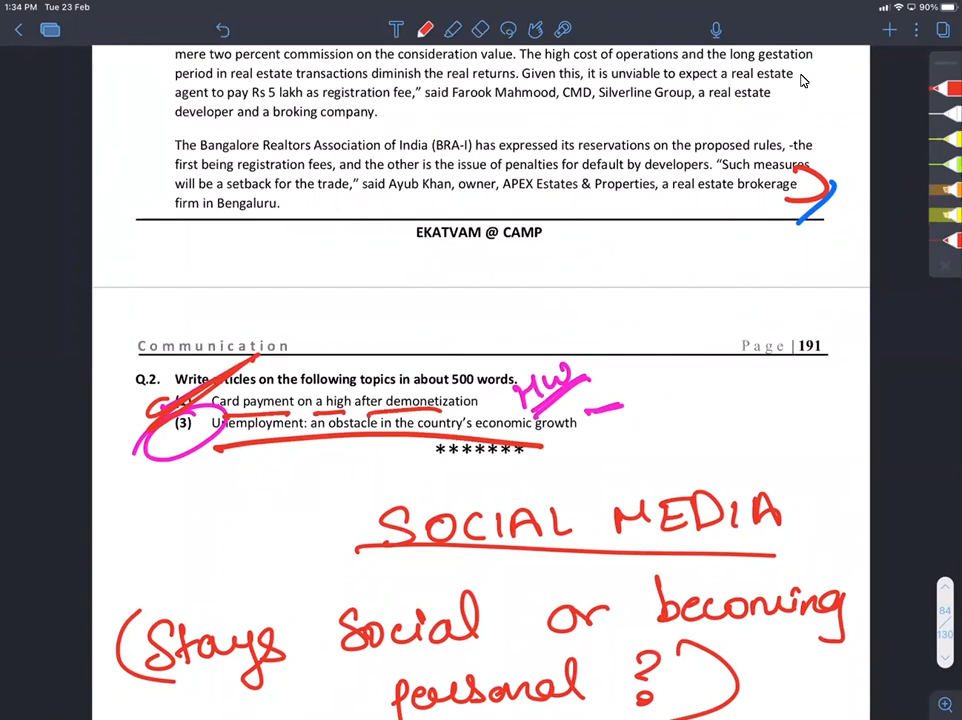 1:34 PM Tue 23 Feb
90%
mere two percent commission on the consideration value. The high cost of operations and the long gestation
period in real estate transactions diminish the real returns. Given this, it is unviable to expect a real estate
agent to pay Rs 5 lakh as registration fee,” said Farook Mahmood, CMD, Silverline Group, a real estate
developer and a broking company.
The Bangalore Realtors Association of India (BRA-I) has expressed its reservations on the proposed rules, -the
first being registration fees, and the other is the issue of penalties for default by developers. “Such measures
will be a setback for the trade,” said Ayub Khan, owner, APEX Estates & Properties, a real estate brokerage
firm in Bengaluru.
EKATVAM @ CAMP
Communication Page |191
Q.2. Write articles on the following topics in about 500 words.
HW
Card payment on a high after demonetization
(3) Unemployment: an obstacle in the country’s economic growth
*******
SOCIAL MEDIA
(Stays social or becoming
personal ?)
84
130